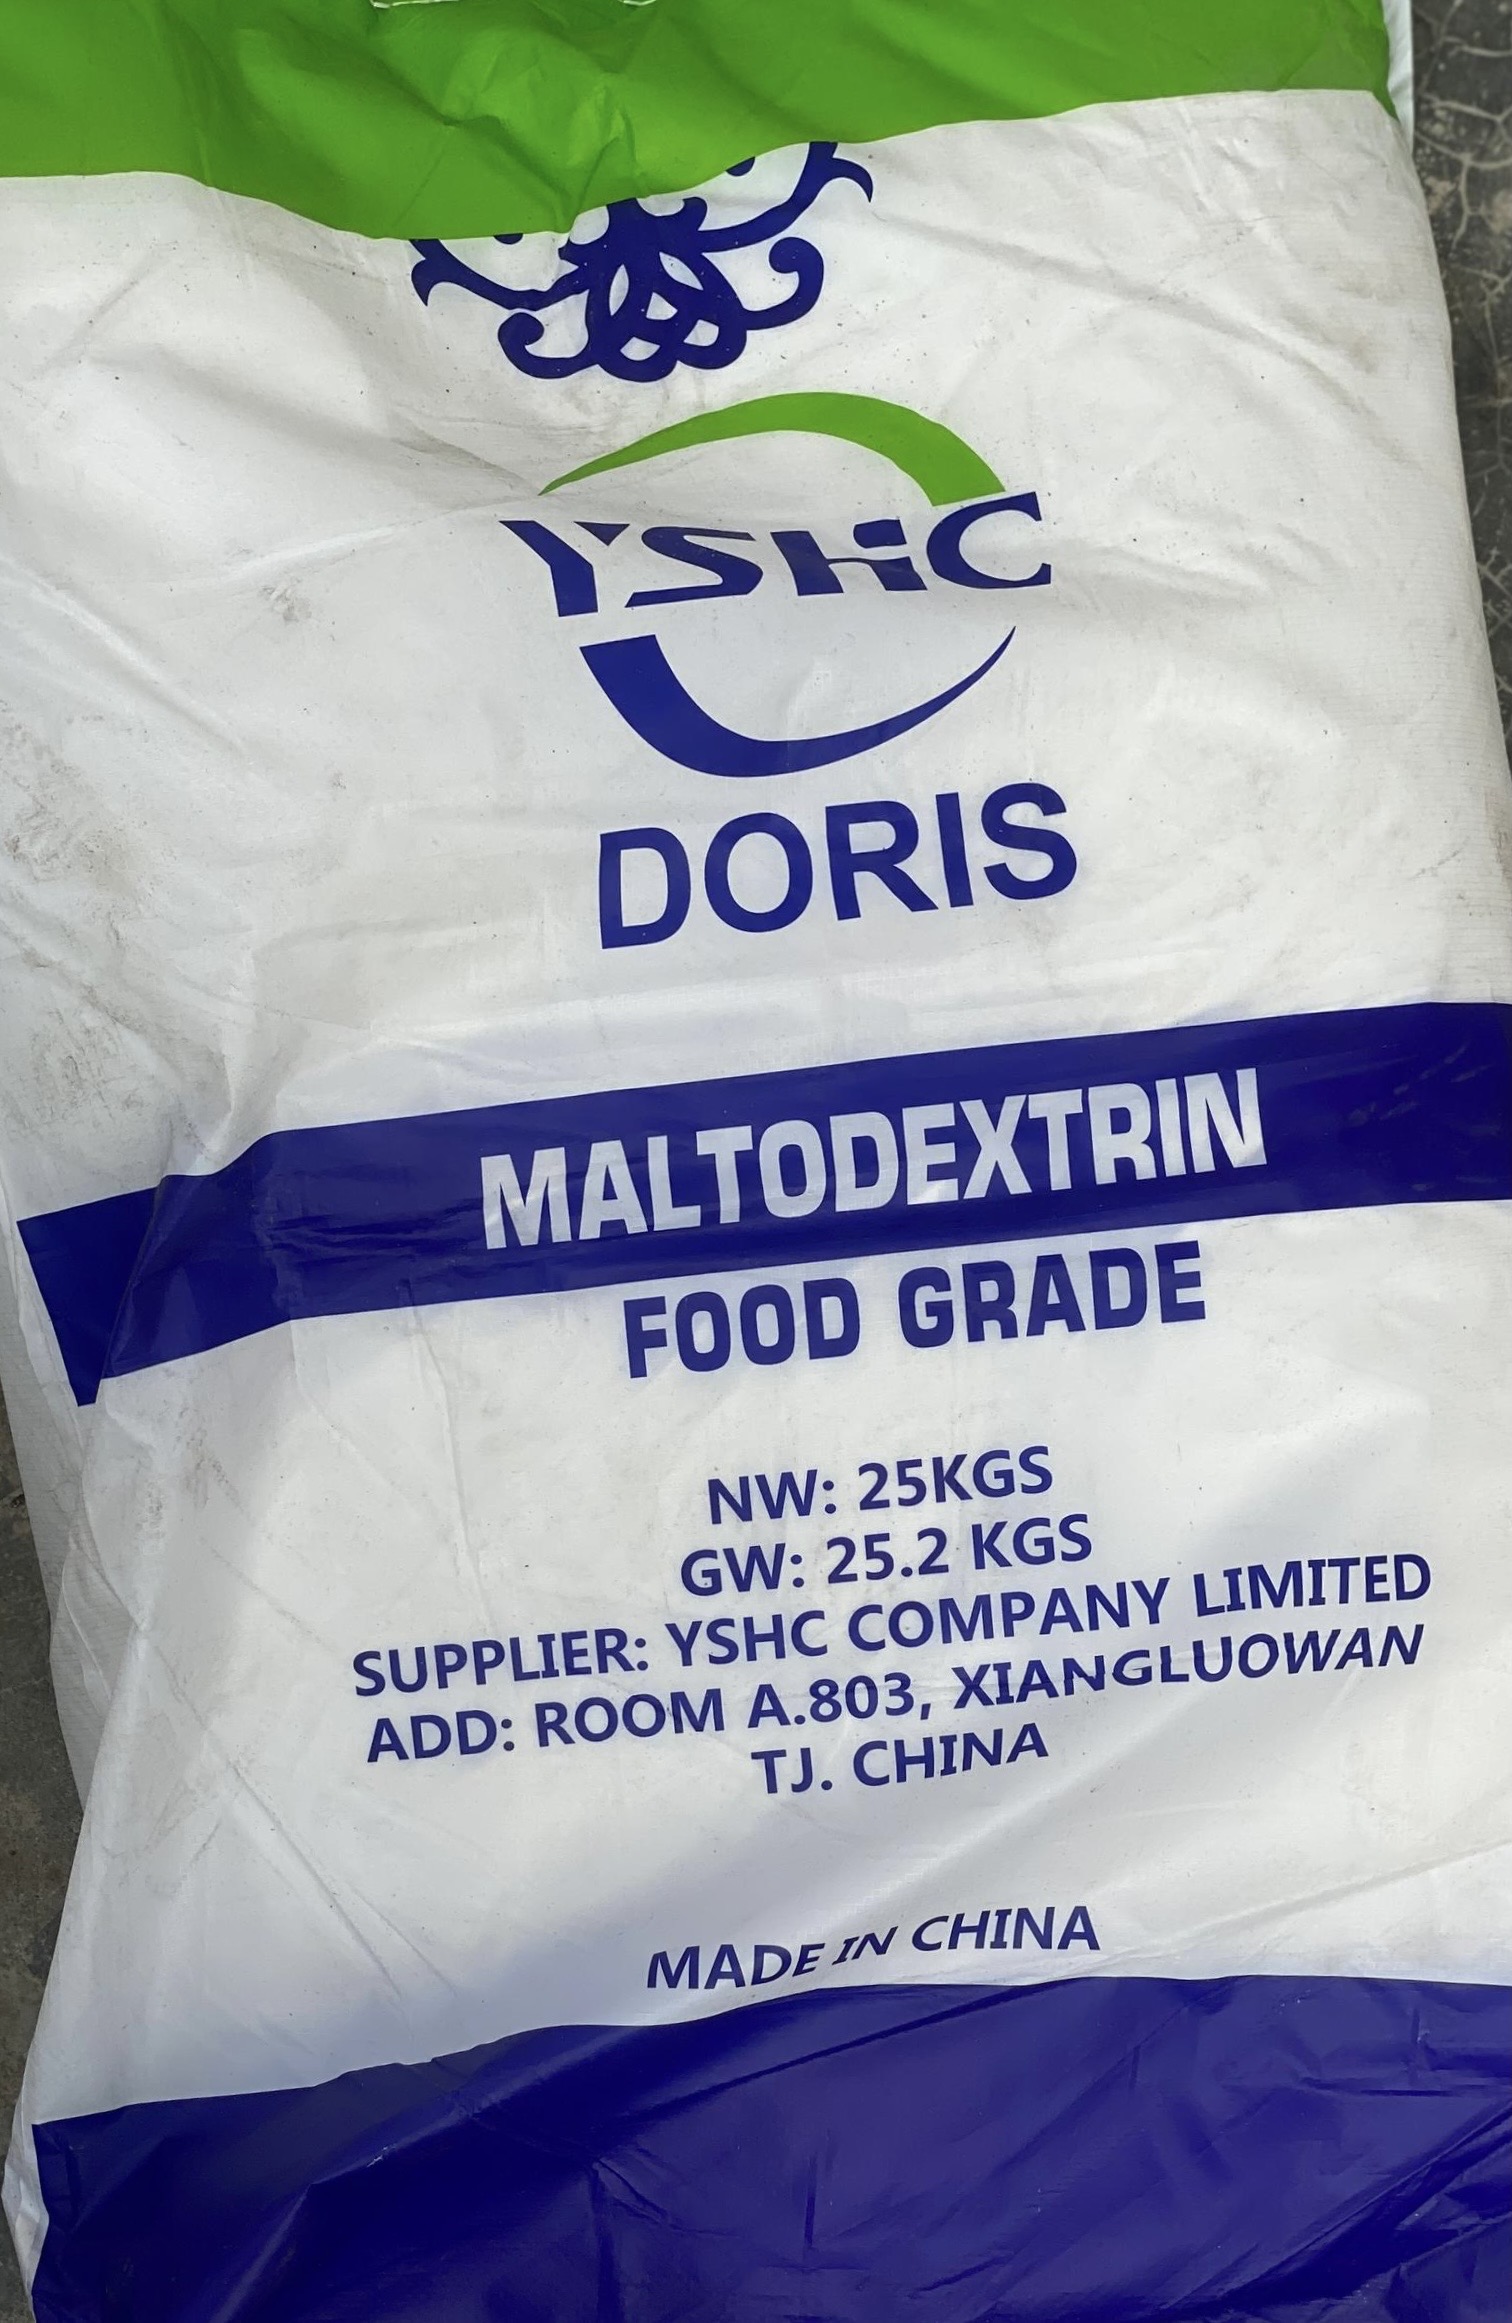 YSHC
DORIS
MALTODEXTRIN
FOOD GRADE
NW: 25KGS
GW: 25.2 KGS
SUPPLIER: YSHC COMPANY LIMITED
ADD: ROOM A.803, XIANGLUOWAN
TJ. CHINA
MADE IN CHINA